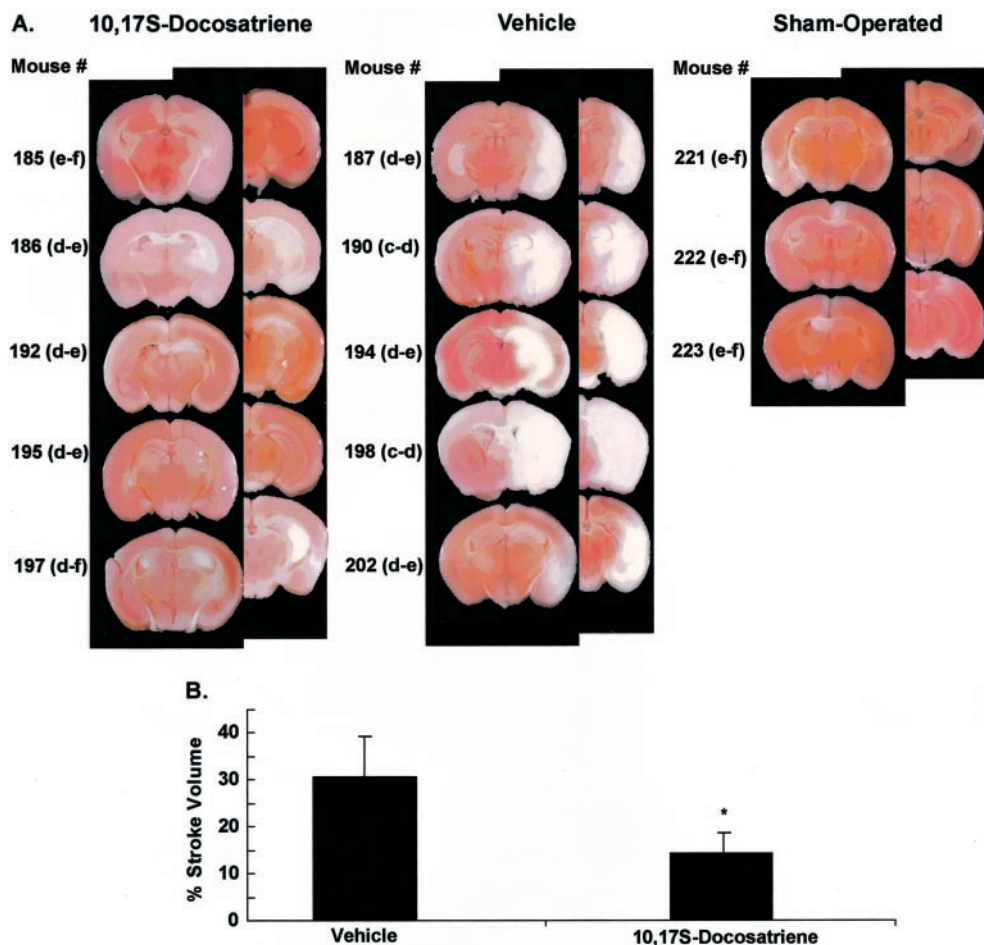 A.
10,17S-Docosatriene
Vehicle
Sham-Operated
Mouse #
185 (e-f)
186 (d-e)
192 (d-e)
195 (d-e)
197 (d-f)
Mouse #
187 (d-e)
190 (c-d)
194 (d-e)
198 (c-d)
202 (d-e)
Mouse #
221 (e-f)
222 (e-f)
223 (e-f)
B.
% Stroke Volume
40
30
20
10
0
*
Vehicle
10,17S-Docosatriene